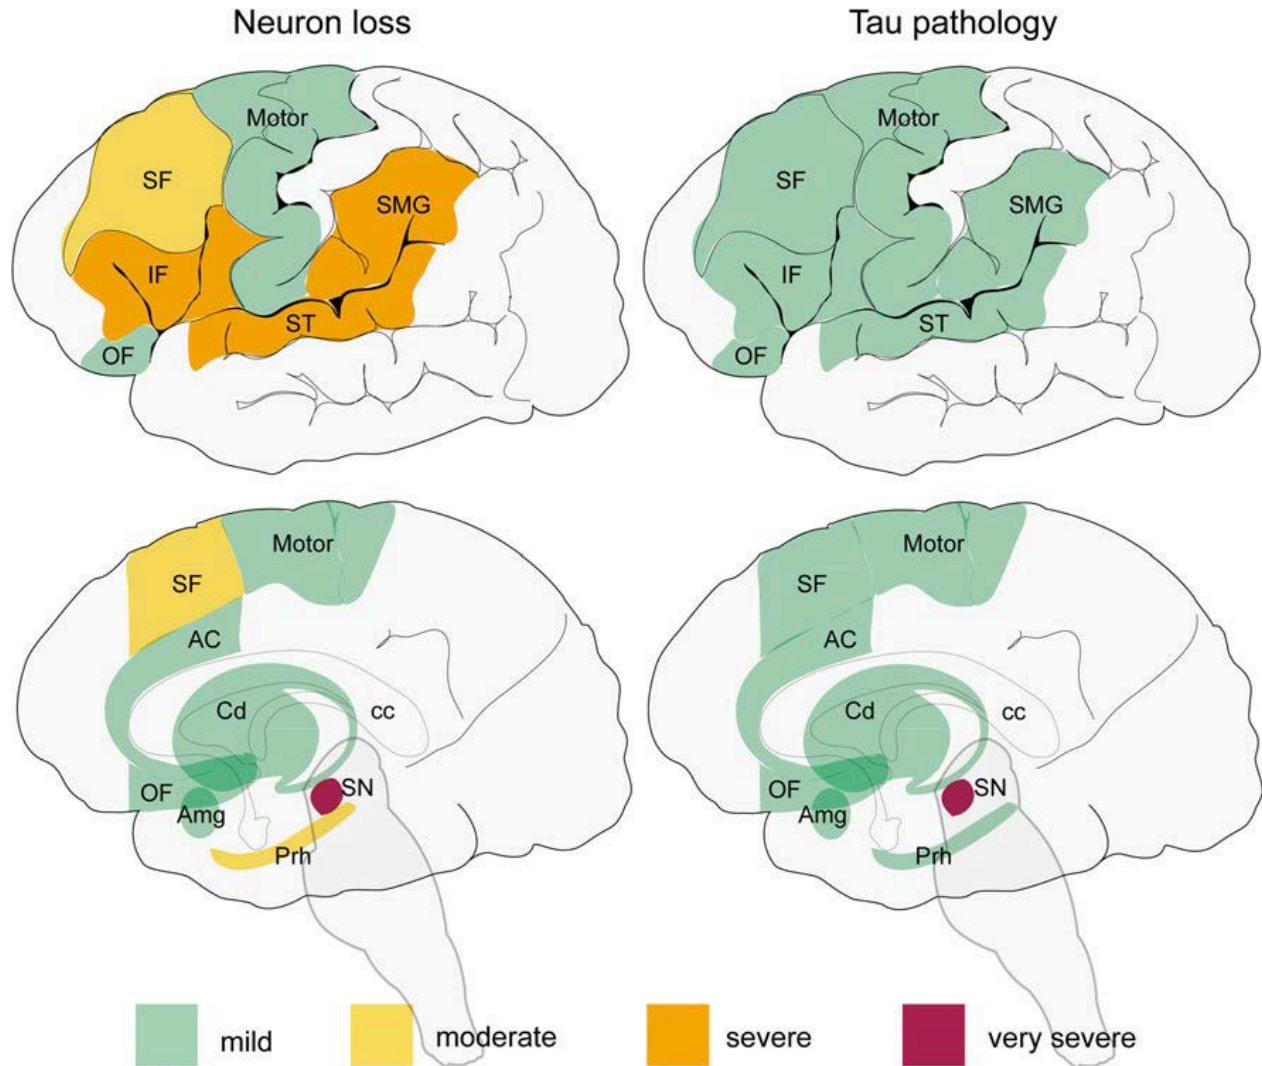 Neuron loss
Tau pathology
Motor
SF
SMG
IF
ST
OF
Motor
SF
SMG
IF
ST
OF
Motor
SF
AC
Cd
cc
OF
SN
Amg
Prh
Motor
SF
AC
Cd
cc
OF
SN
Amg
Prh
mild
moderate
severe
very severe